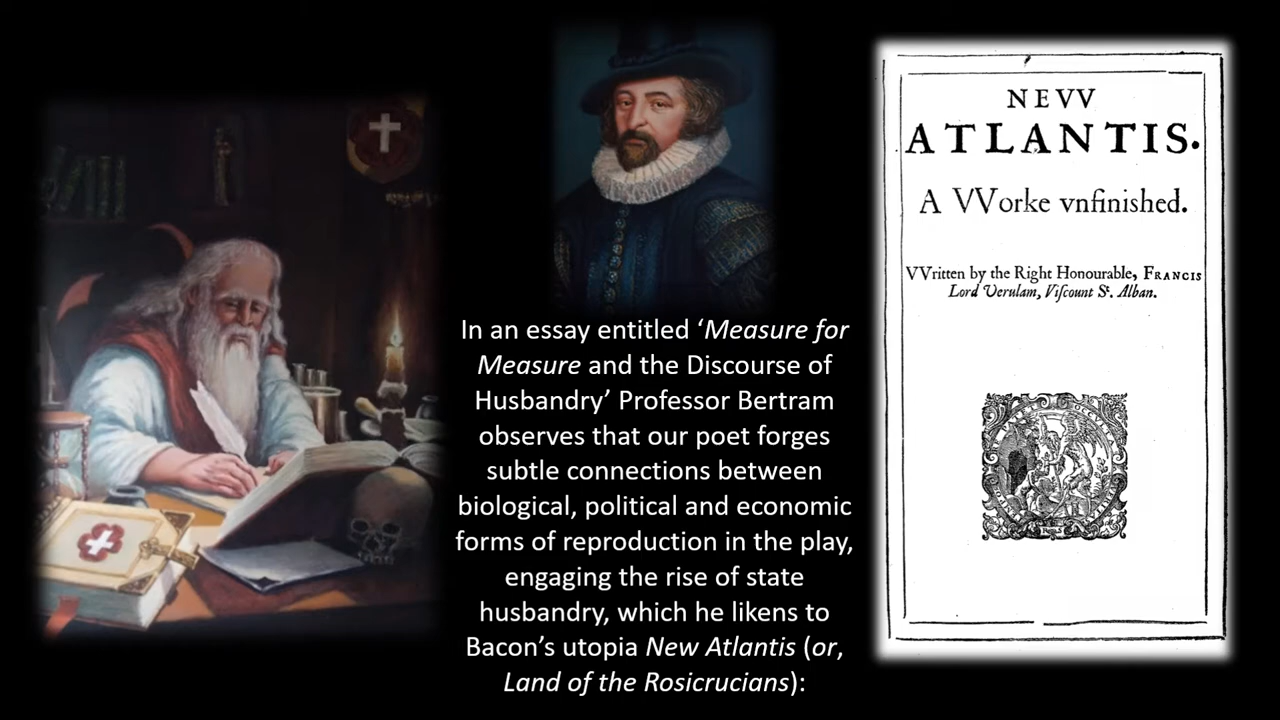 In an essay entitled ‘Measure for
Measure and the Discourse of
Husbandry’ Professor Bertram
observes that our poet forges
subtle connections between
biological, political and economic
forms of reproduction in the play,
engaging the rise of state
husbandry, which he likens to
Bacon’s utopia New Atlantis (or,
Land of the Rosicrucians):
NEVV
ATLANTIS.
A VVorke vnfinished.
VVritten by the Right Honourable, FRANCIS
Lord Verulam, Viſcount St. Alban.